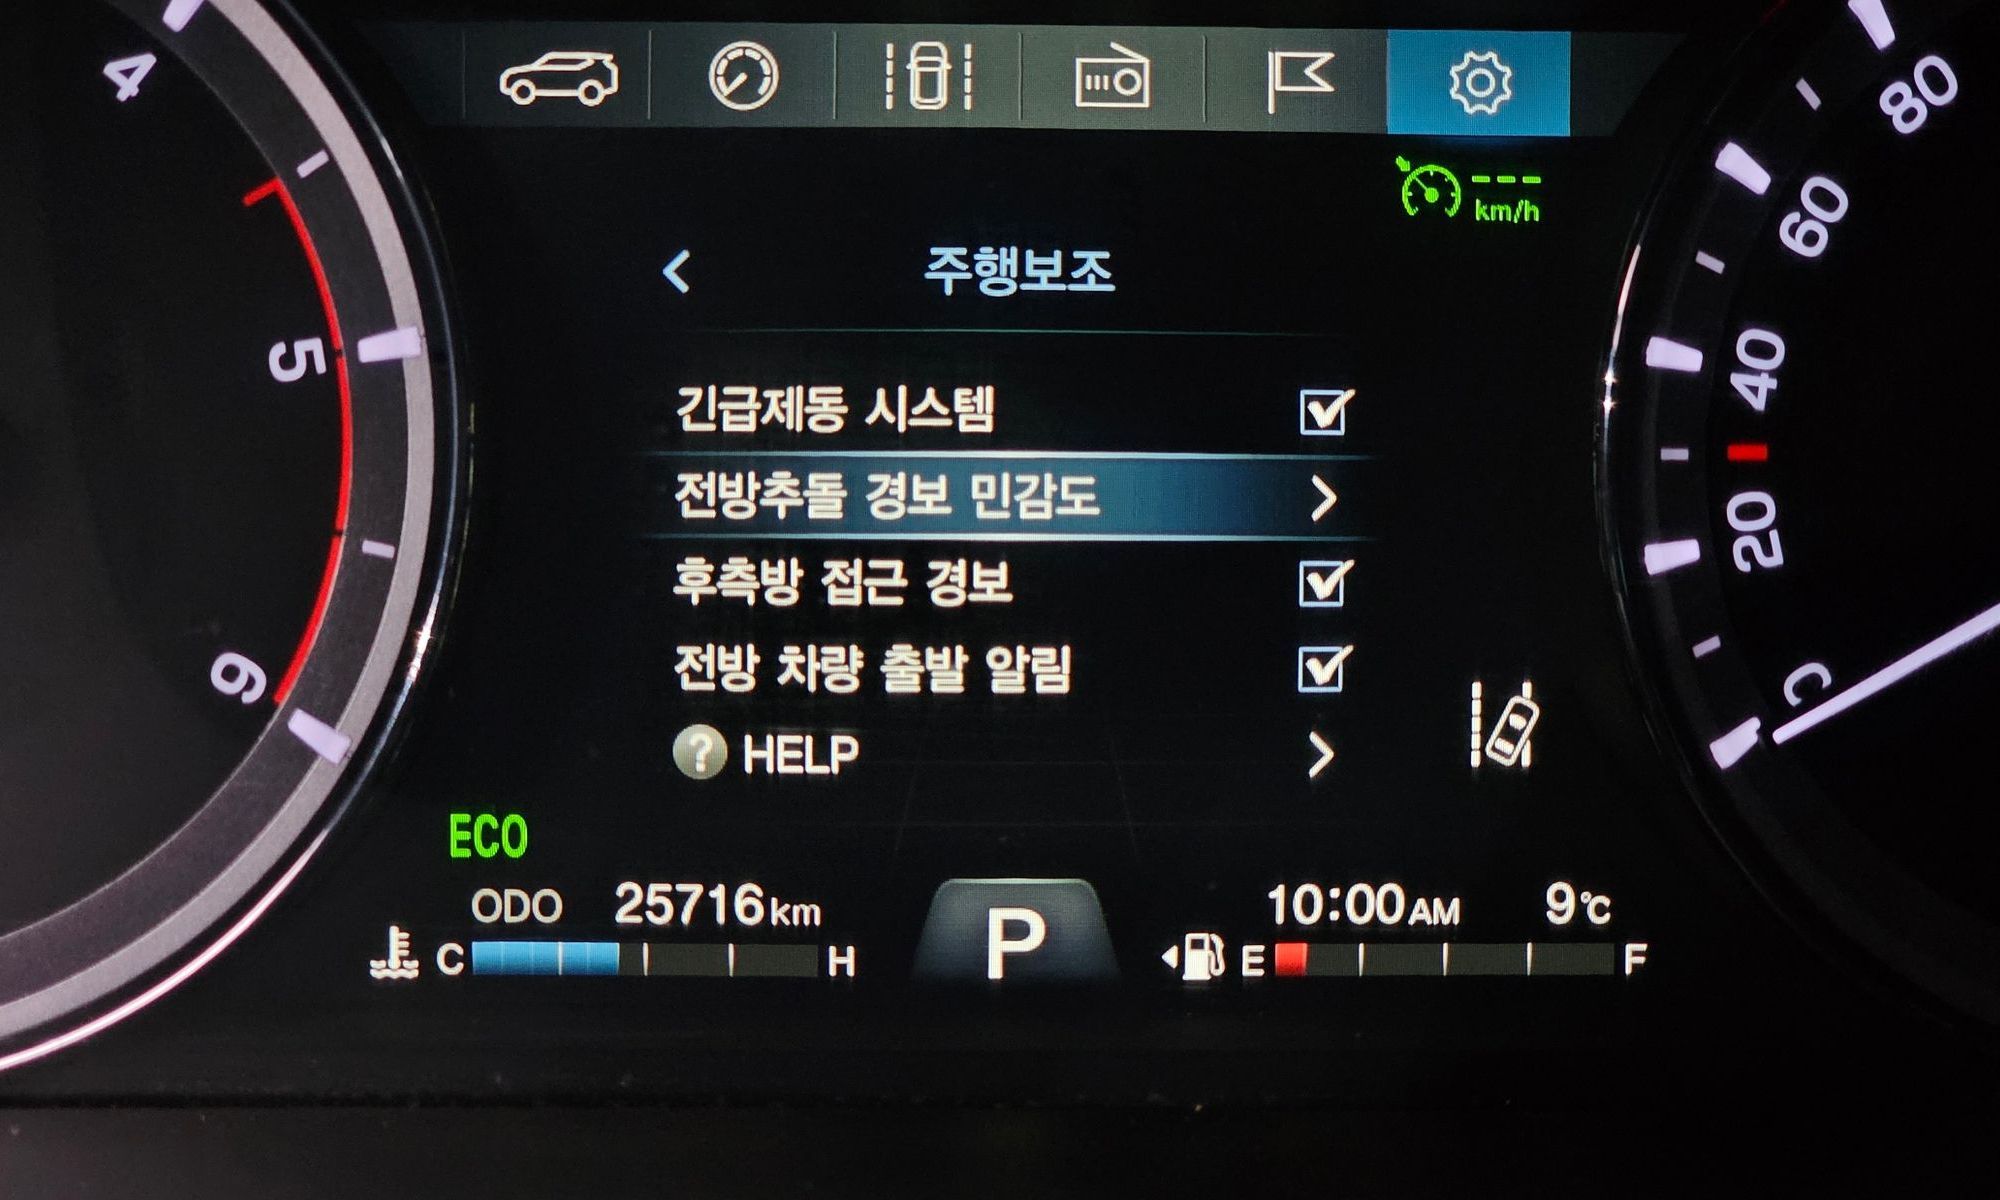 km/h
주행보조
긴급제동 시스템
전방추돌 경보 민감도
후측방 접근 경보
전방 차량 출발 알림
? HELP
ECO
ODO 25716km
10:00AM 9℃
C H
P
E F
4
5
6
80
60
40
20